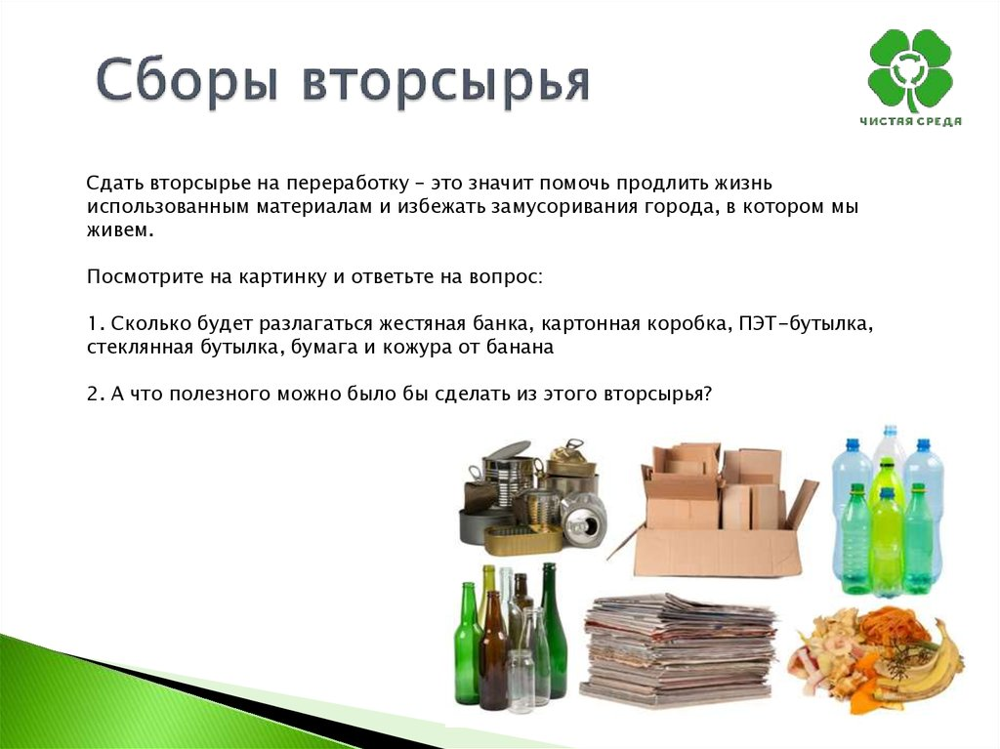 Сборы вторсырья
ЧИСТАЯ СРЕДА
Сдать вторсырье на переработку – это значит помочь продлить жизнь
использованным материалам и избежать замусоривания города, в котором мы
живем.
Посмотрите на картинку и ответьте на вопрос:
1. Сколько будет разлагаться жестяная банка, картонная коробка, ПЭТ-бутылка,
стеклянная бутылка, бумага и кожура от банана
2. А что полезного можно было бы сделать из этого вторсырья?